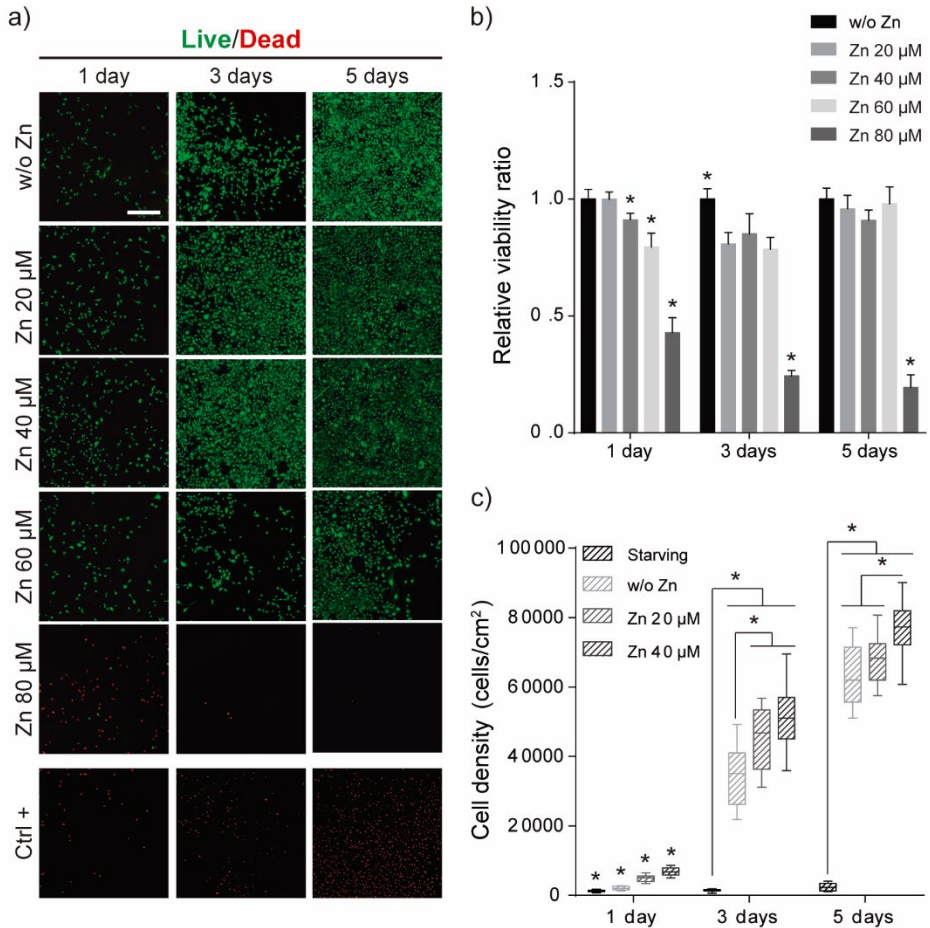 a)
Live/Dead
1 day 3 days 5 days
w/o Zn
Zn 20 µM
Zn 40 µM
Zn 60 µM
Zn 80 µM
Ctrl +
b)
w/o Zn
Zn 20 µM
Zn 40 µM
Zn 60 µM
Zn 80 µM
Relative viability ratio
1.5
1.0
0.5
0.0
* * * *
* *
*
1 day 3 days 5 days
c)
Starving
w/o Zn
Zn 20 µM
Zn 40 µM
Cell density (cells/cm²)
100000
80000
60000
40000
20000
0
* * * *
* *
* *
1 day 3 days 5 days